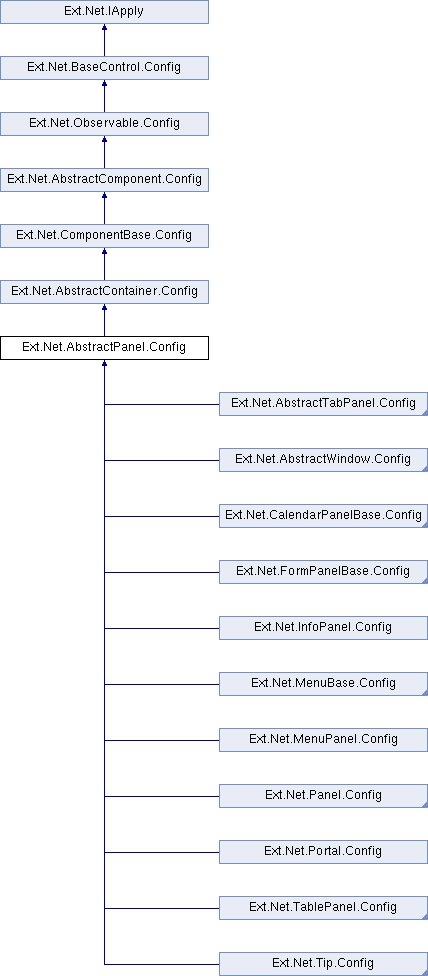 Ext.Net.IApply
Ext.Net.BaseControl.Config
Ext.Net.Observable.Config
Ext.Net.AbstractComponent.Config
Ext.Net.ComponentBase.Config
Ext.Net.AbstractContainer.Config
Ext.Net.AbstractPanel.Config
Ext.Net.AbstractTabPanel.Config
Ext.Net.AbstractWindow.Config
Ext.Net.CalendarPanelBase.Config
Ext.Net.FormPanelBase.Config
Ext.Net.InfoPanel.Config
Ext.Net.MenuBase.Config
Ext.Net.MenuPanel.Config
Ext.Net.Panel.Config
Ext.Net.Portal.Config
Ext.Net.TablePanel.Config
Ext.Net.Tip.Config